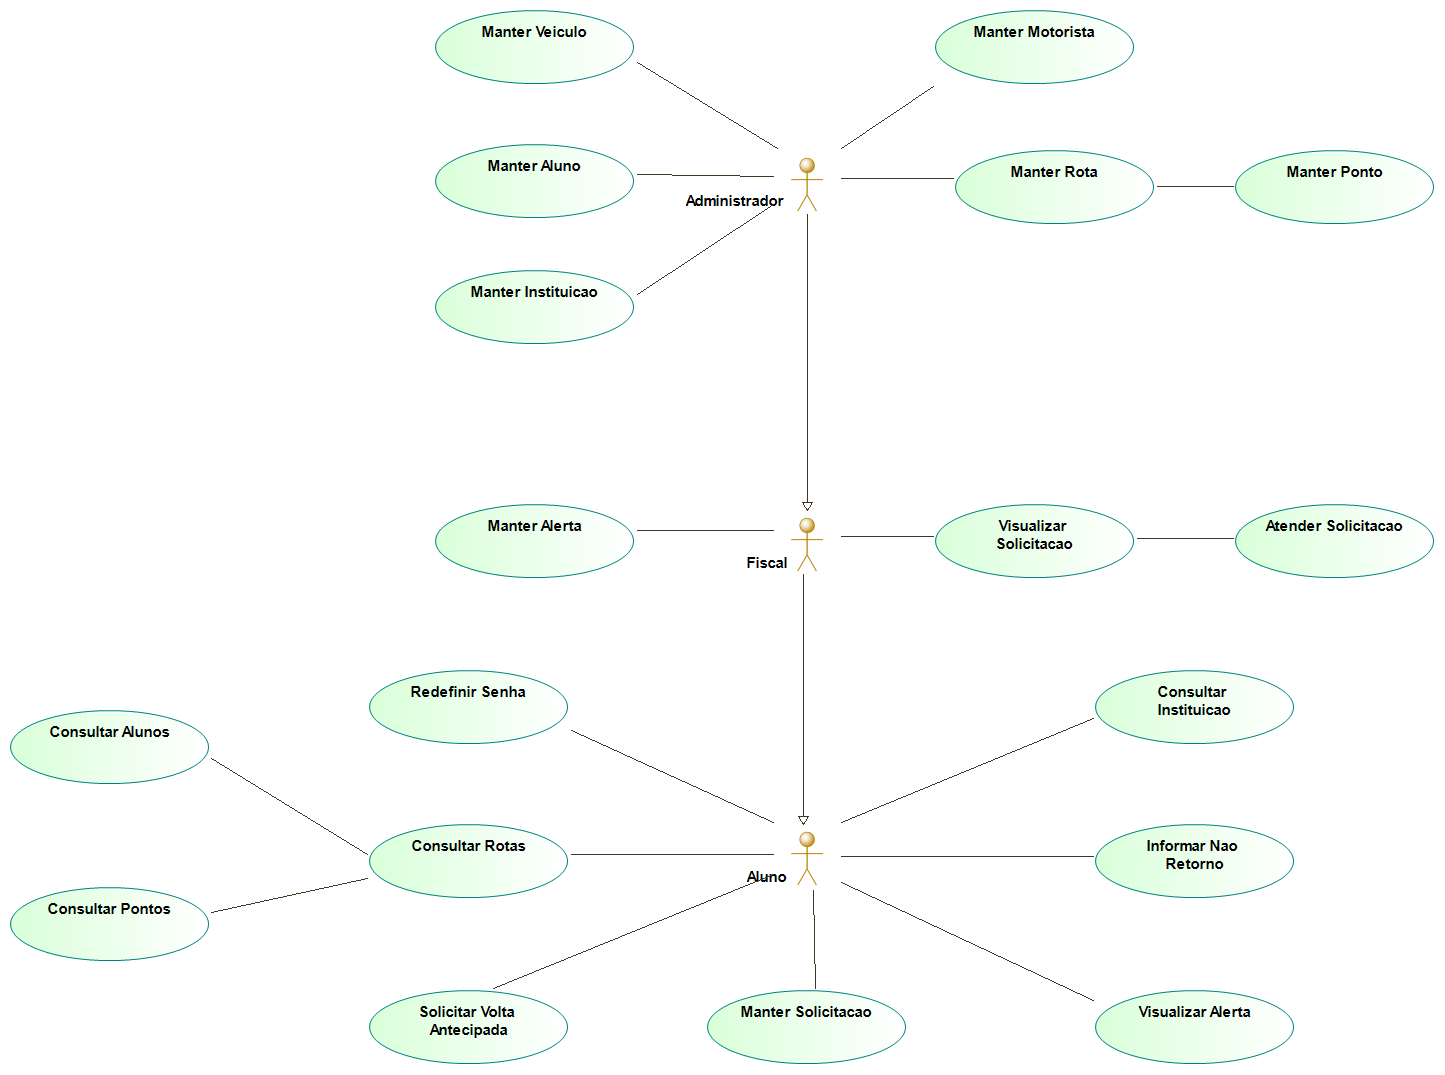 Manter Veiculo
Manter Motorista
Manter Aluno
Manter Rota
Manter Ponto
Administrador
Manter Instituicao
Manter Alerta
Visualizar
Solicitacao
Atender Solicitacao
Fiscal
Redefinir Senha
Consultar
Instituicao
Consultar Alunos
Consultar Rotas
Informar Nao
Retorno
Aluno
Consultar Pontos
Solicitar Volta
Antecipada
Manter Solicitacao
Visualizar Alerta